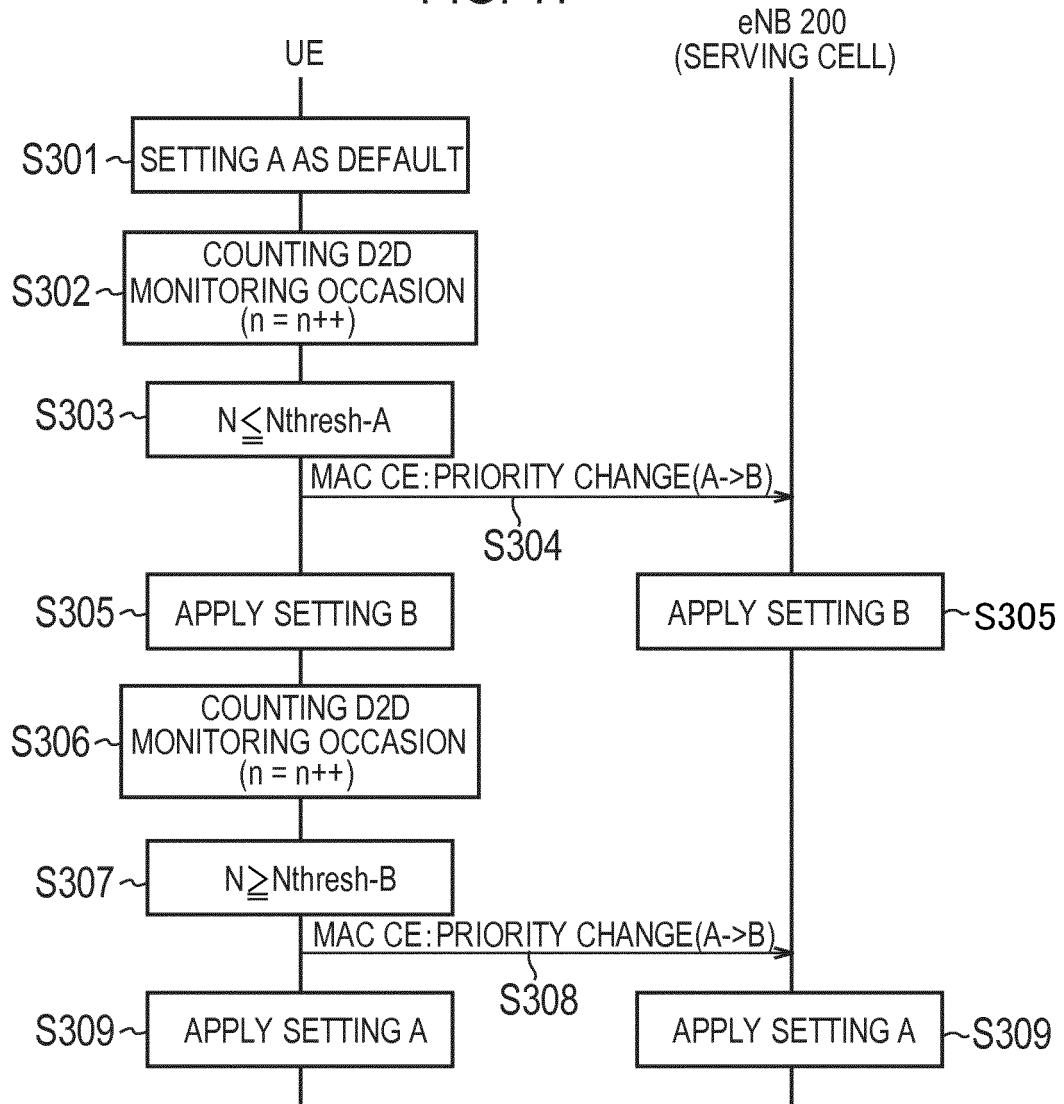 UE
eNB 200
(SERVING CELL)
S301
SETTING A AS DEFAULT
S302
COUNTING D2D
MONITORING OCCASION
(n = n++)
S303
N≦Nthresh-A
MAC CE:PRIORITY CHANGE(A->B)
S304
S305
APPLY SETTING B
APPLY SETTING B
S305
S306
COUNTING D2D
MONITORING OCCASION
(n = n++)
S307
N≧Nthresh-B
MAC CE:PRIORITY CHANGE(A->B)
S308
S309
APPLY SETTING A
APPLY SETTING A
S309